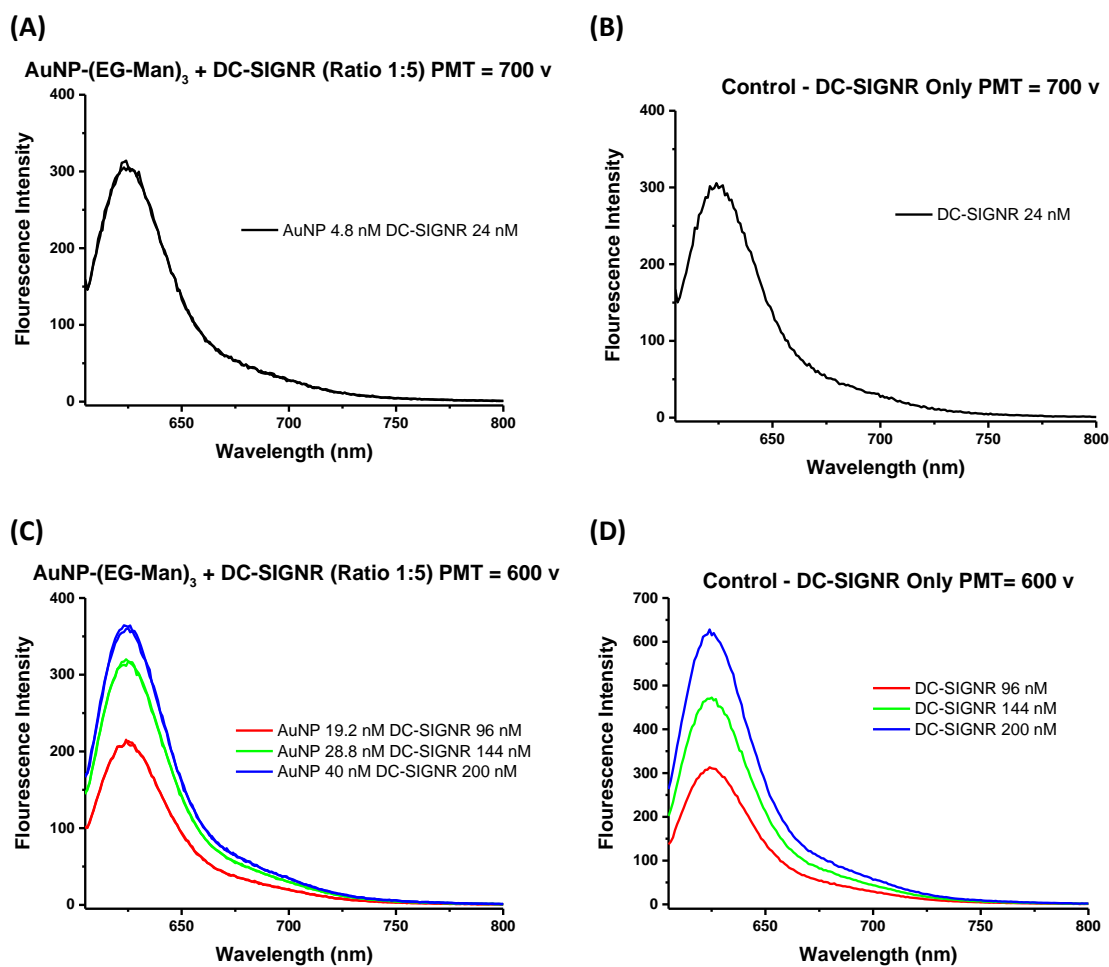 (A)
AuNP-(EG-Man)₃ + DC-SIGNR (Ratio 1:5) PMT = 700 v
400
300
200
100
0
Flourescence Intensity
AuNP 4.8 nM DC-SIGNR 24 nM
650
700
750
800
Wavelength (nm)
(B)
Control - DC-SIGNR Only PMT = 700 v
400
300
200
100
0
Flourescence Intensity
DC-SIGNR 24 nM
650
700
750
800
Wavelength (nm)
(C)
AuNP-(EG-Man)₃ + DC-SIGNR (Ratio 1:5) PMT = 600 v
400
300
200
100
0
Flourescence Intensity
AuNP 19.2 nM DC-SIGNR 96 nM
AuNP 28.8 nM DC-SIGNR 144 nM
AuNP 40 nM DC-SIGNR 200 nM
650
700
750
800
Wavelength (nm)
(D)
Control - DC-SIGNR Only PMT= 600 v
700
600
500
400
300
200
100
0
Flourescence Intensity
DC-SIGNR 96 nM
DC-SIGNR 144 nM
DC-SIGNR 200 nM
650
700
750
800
Wavelength (nm)